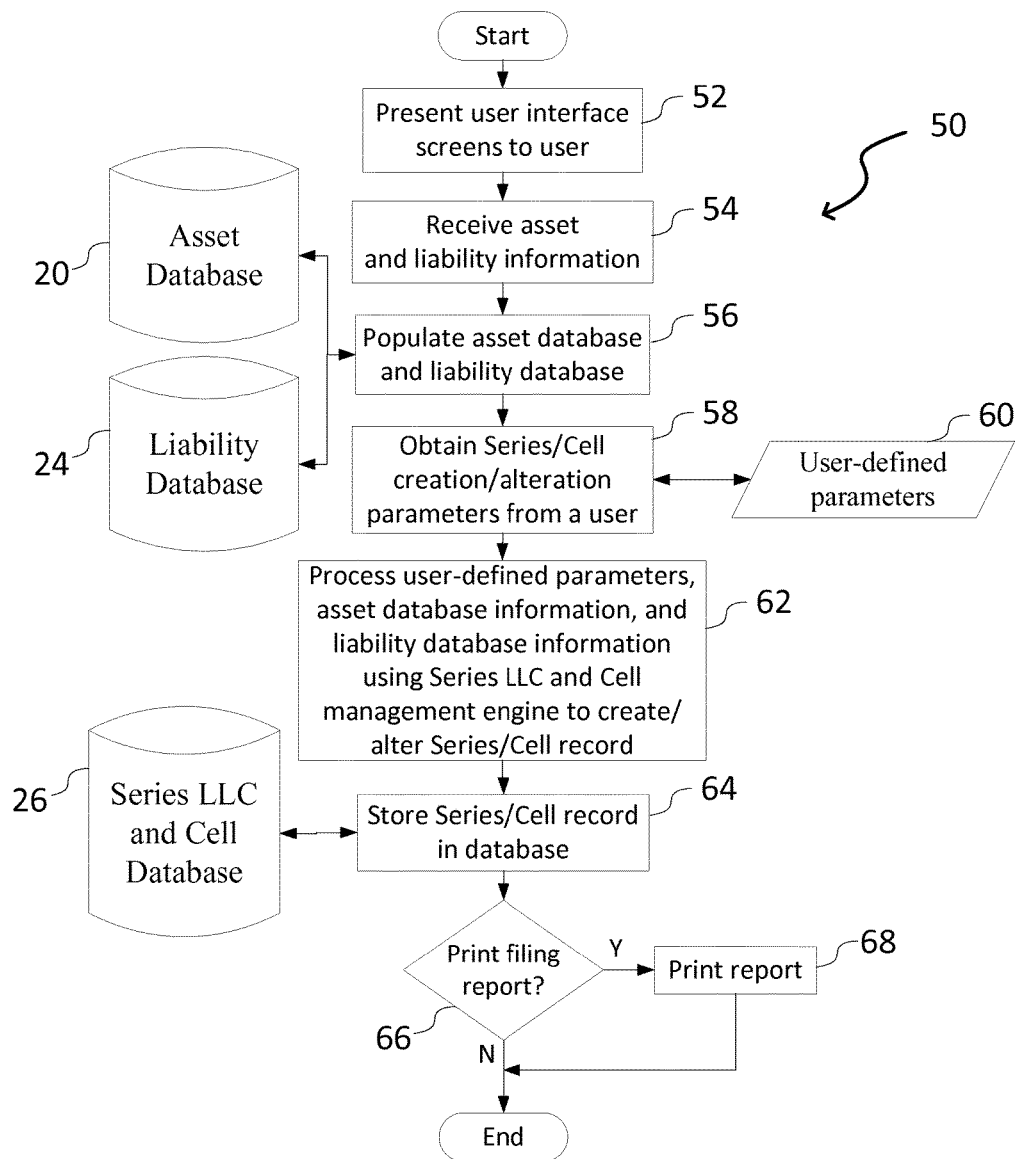 Start
52
Present user interface
screens to user
50
54
Receive asset
and liability information
Asset
Database
20
56
Populate asset database
and liability database
Liability
Database
24
58
Obtain Series/Cell
creation/alteration
parameters from a user
60
User-defined
parameters
62
Process user-defined parameters,
asset database information, and
liability database information
using Series LLC and Cell
management engine to create/
alter Series/Cell record
Series LLC
and Cell
Database
26
64
Store Series/Cell record
in database
Print filing
report?
66
Y
N
Print report
68
End